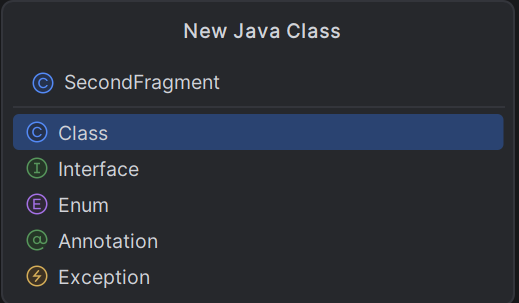 New Java Class
C SecondFragment
C Class
I Interface
E Enum
@ Annotation
Exception